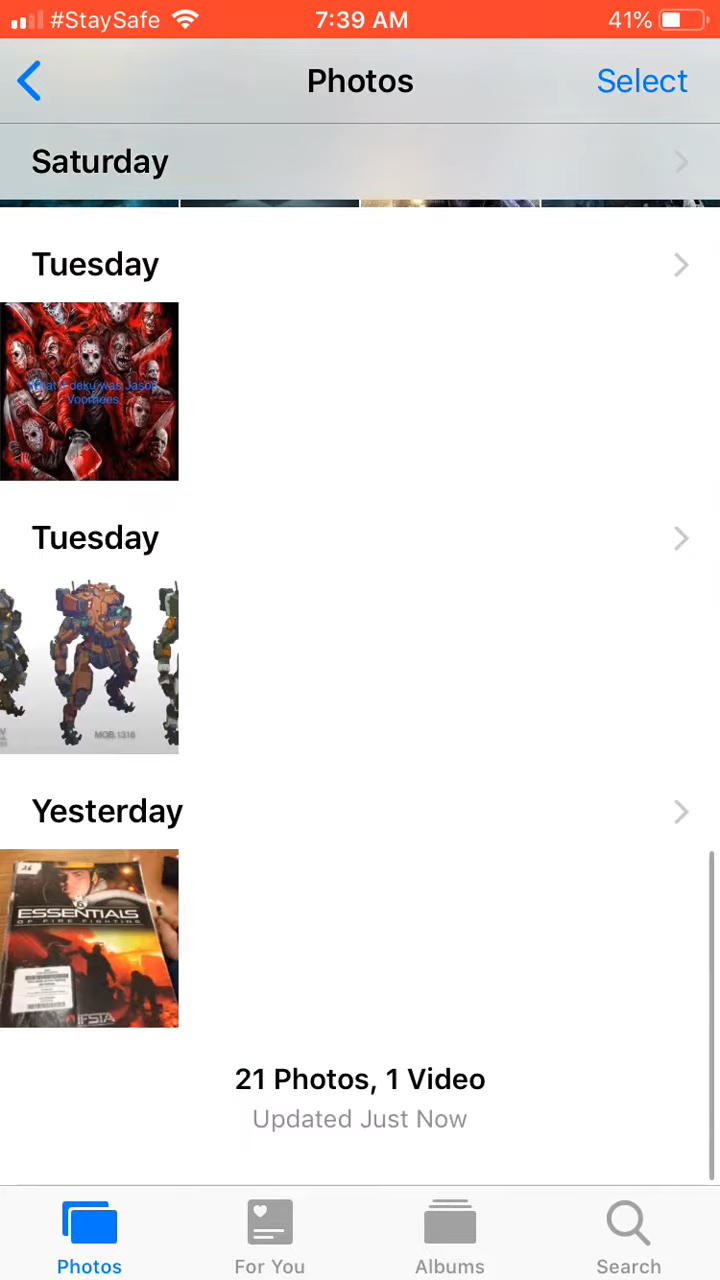 #StaySafe 7:39 AM 41%
Photos Select
Saturday
Tuesday
What if deku was Jason
Voorhees
Tuesday
MOB.1316
Yesterday
ESSENTIALS
OF FIRE FIGHTING
IFSTA
21 Photos, 1 Video
Updated Just Now
Photos For You Albums Search